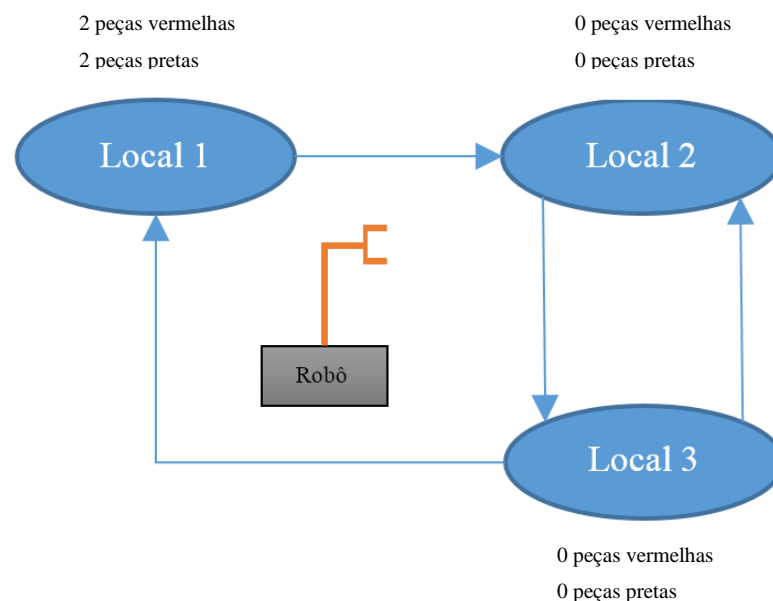 2 peças vermelhas
2 peças pretas
0 peças vermelhas
0 peças pretas
Local 1
Local 2
Robô
Local 3
0 peças vermelhas
0 peças pretas